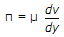 п = μ dv/dy